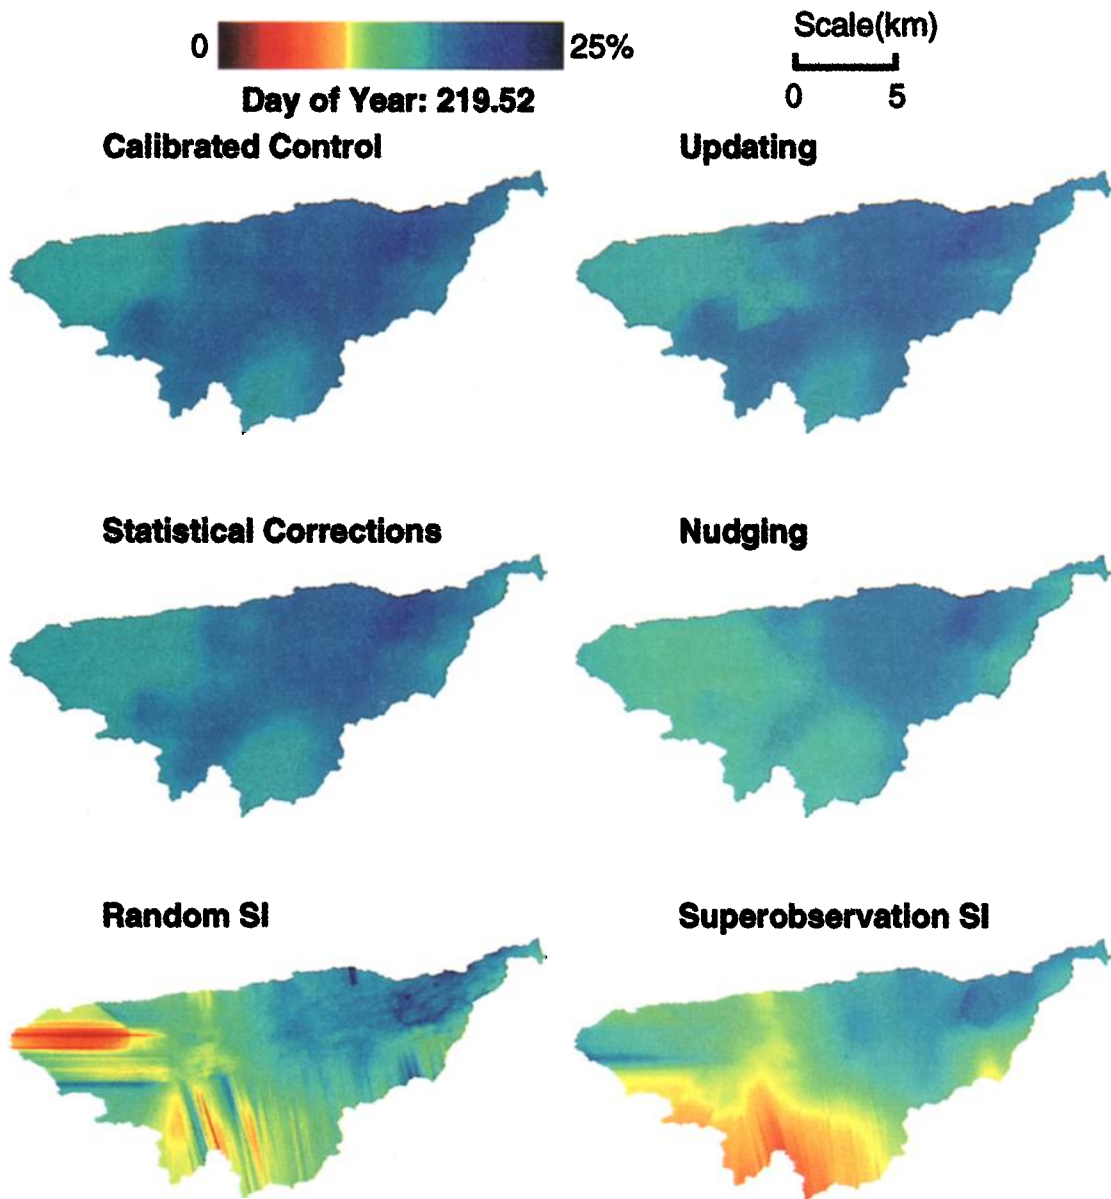 0 25% Scale(km)
Day of Year: 219.52 0 5
Calibrated Control Updating
Statistical Corrections Nudging
Random SI Superobservation SI